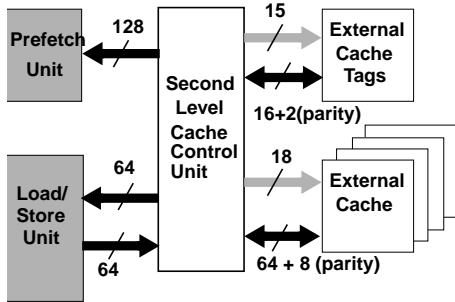 128
Prefetch
Unit
64
Load/
Store
Unit
64
Second
Level
Cache
Control
Unit
15
External
Cache
Tags
16+2(parity)
18
External
Cache
64 + 8 (parity)